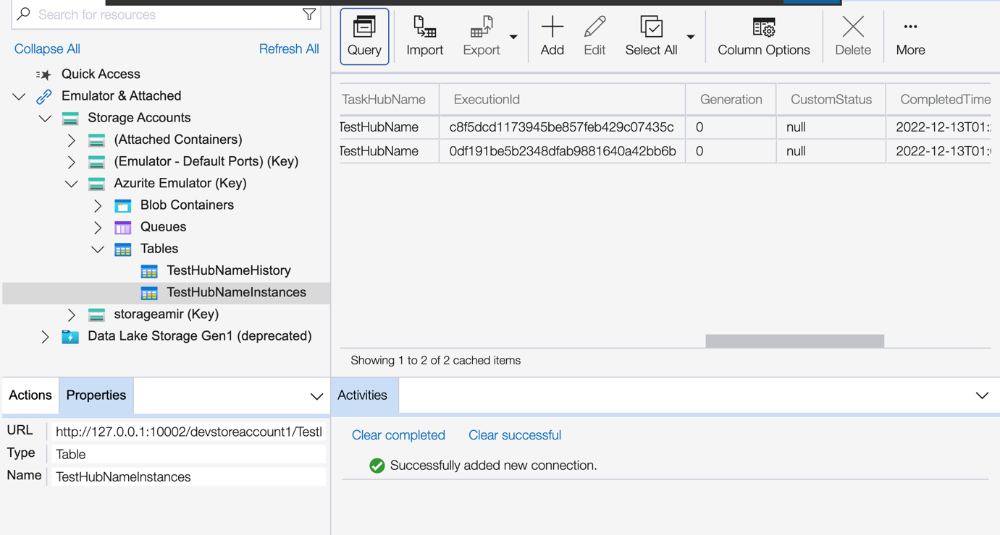 Search for resources
Collapse All Refresh All
Quick Access
Emulator & Attached
Storage Accounts
(Attached Containers)
(Emulator - Default Ports) (Key)
Azurite Emulator (Key)
Blob Containers
Queues
Tables
TestHubNameHistory
TestHubNameInstances
storageamir (Key)
Data Lake Storage Gen1 (deprecated)
Query Import Export Add Edit Select All Column Options Delete More
TaskHubName ExecutionId Generation CustomStatus CompletedTime
TestHubName c8f5dcd1173945be857feb429c07435c 0 null 2022-12-13T01:
TestHubName 0df191be5b2348dfab9881640a42bb6b 0 null 2022-12-13T01:
Showing 1 to 2 of 2 cached items
Actions Properties
URL http://127.0.0.1:10002/devstoreaccount1/Test
Type Table
Name TestHubNameInstances
Activities
Clear completed Clear successful
Successfully added new connection.